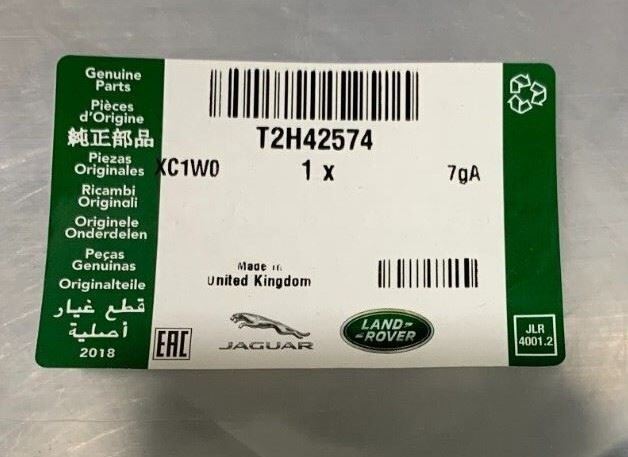 Genuine
Parts
Pièces
d'Origine
純正部品
Piezas
Originales
Ricambi
Originali
Originele
Onderdelen
Peças
Genuínas
Originalteile
قطع غيار
أصلية
2018
T2H42574
XC1W0 1 x 7gA
Made in
United Kingdom
EAC
JAGUAR
LAND-
-ROVER
JLR
4001.2